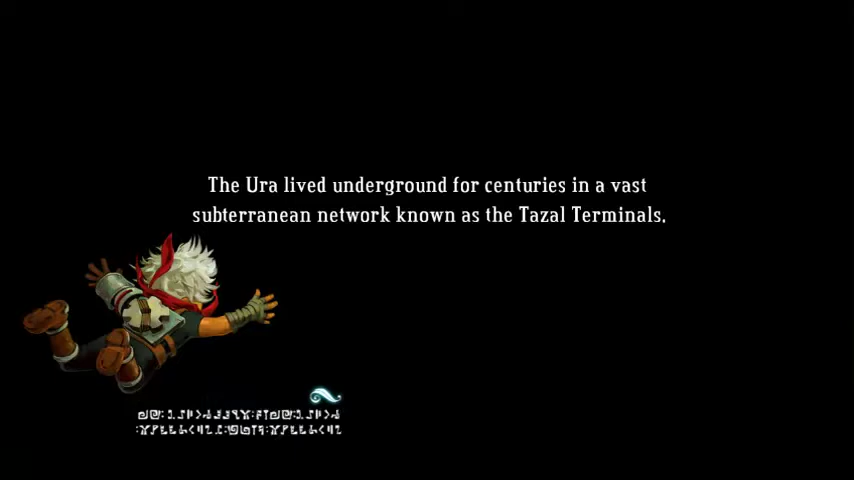 The Ura lived underground for centuries in a vast
subterranean network known as the Tazal Terminals.